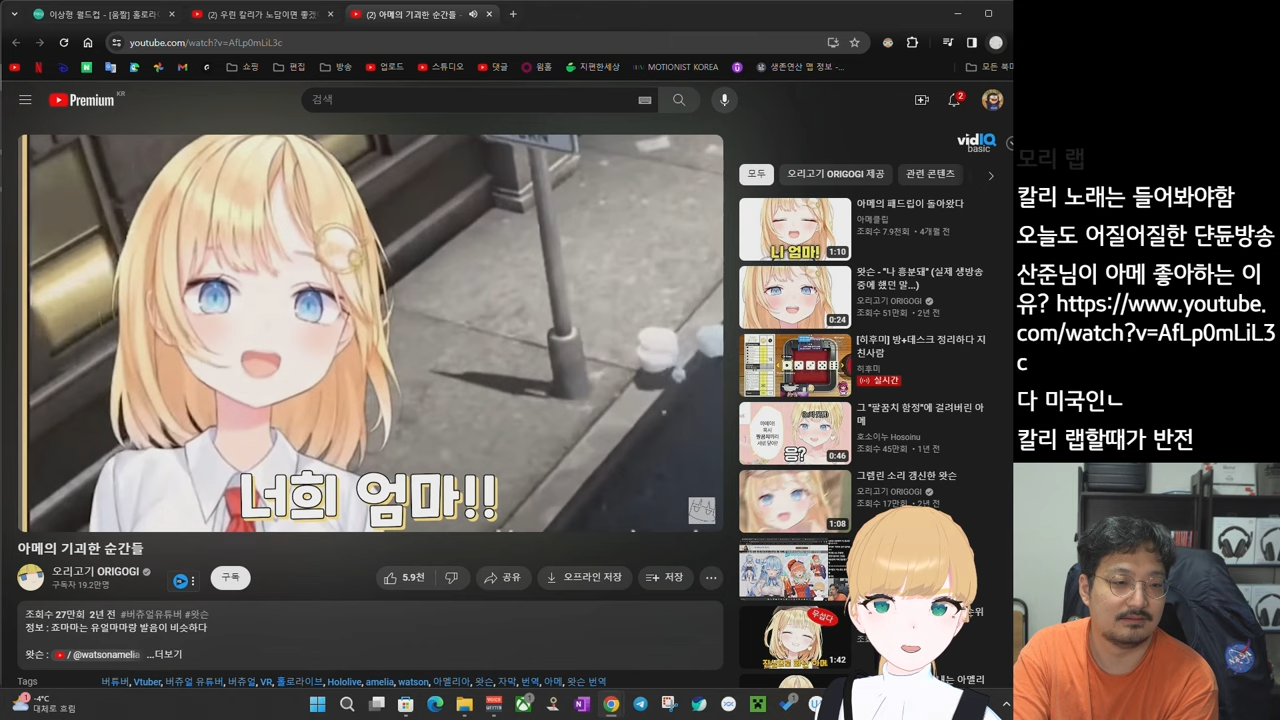 이상형 월드컵 - [움짤] 홀로라이
(2) 우린 칼리가 노답이면 좋겠
(2) 아메의 기괴한 순간들 -
youtube.com/watch?v=AfLp0mLiL3c
쇼핑
편집
방송
업로드
스튜디오
댓글
윔홀
지편한세상
MOTIONIST KOREA
생존연산 맵 정보 -...
모든 북마
Premium KR
검색
2
vidIQ
basic
너희 엄마!!
모두
오리고기 ORIGOGI 제공
관련 콘텐츠
니 엄마!
1:10
아메의 패드립이 돌아왔다
아메클립
조회수 7.9천회 • 4개월 전
0:24
왓슨 - "나 흥분돼" (실제 생방송 중에 했던 말...)
오리고기 ORIGOGI
조회수 51만회 • 2년 전
[히후미] 방+데스크 정리하다 지친사람
히후미
실시간
음?
0:46
그 "팔꿈치 함정"에 걸려버린 아메
호소이누 Hosoinu
조회수 45만회 • 1년 전
1:08
그렘린 소리 갱신한 왓슨
오리고기 ORIGOGI
조회수 17만회 • 2년 전
무섭다
1:42
아메의 기괴한 순간들
오리고기 ORIGOGI
구독자 19.2만명
구독
5.9천
공유
오프라인 저장
저장
조회수 27만회 2년 전 #버츄얼유튜버 #왓슨
정보 : 죠마마는 유얼마마랑 발음이 비슷하다
왓슨 : / @watsonamelia ...더보기
Tags
버튜버, Vtuber, 버츄얼 유튜버, 버츄얼, VR, 홀로라이브, Hololive, amelia, watson, 아멜리아, 왓슨, 자막, 번역, 아메, 왓슨 번역
-4°C
대체로 흐림
모리 랩
칼리 노래는 들어봐야함
오늘도 어질어질한 댠듄방송
산준님이 아메 좋아하는 이
유? https://www.youtube.
com/watch?v=AfLp0mLiL3
c
다 미국인ㄴ
칼리 랩할때가 반전